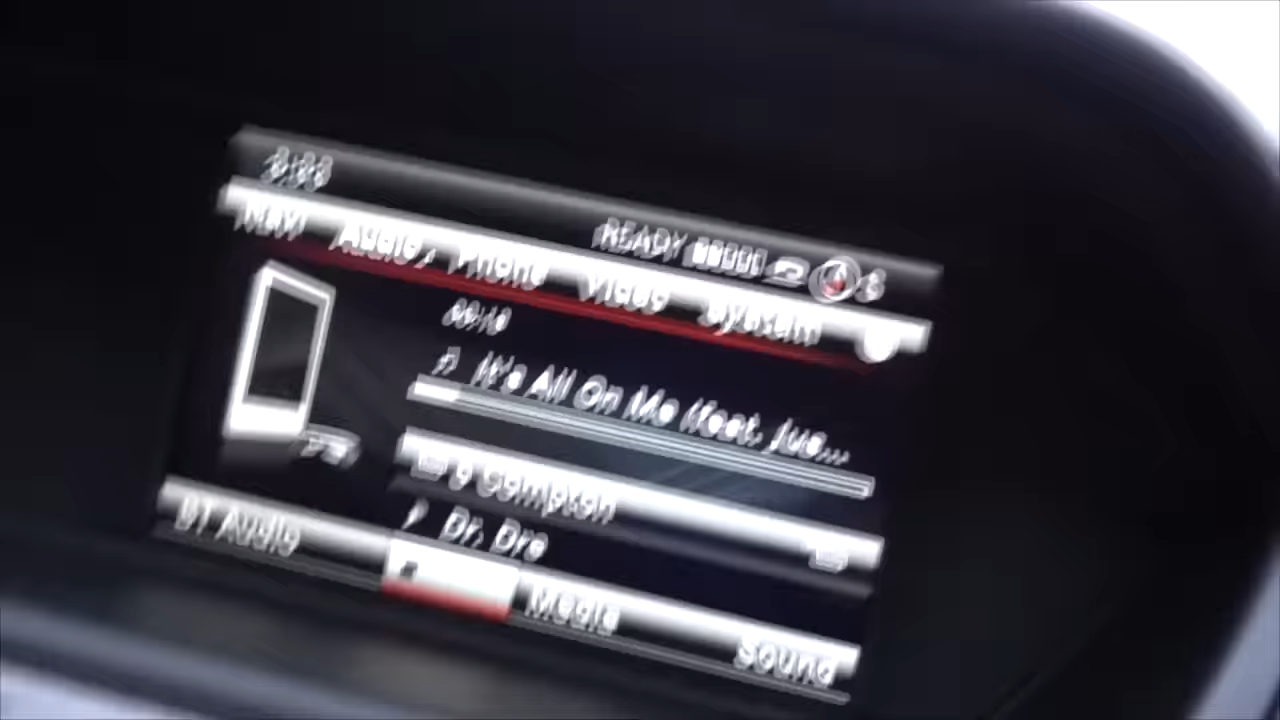 READY
Navi Audio Phone Video System
It's All On Me (feat. Jus...
Compton
Dr. Dre
BT Audio Media Sound